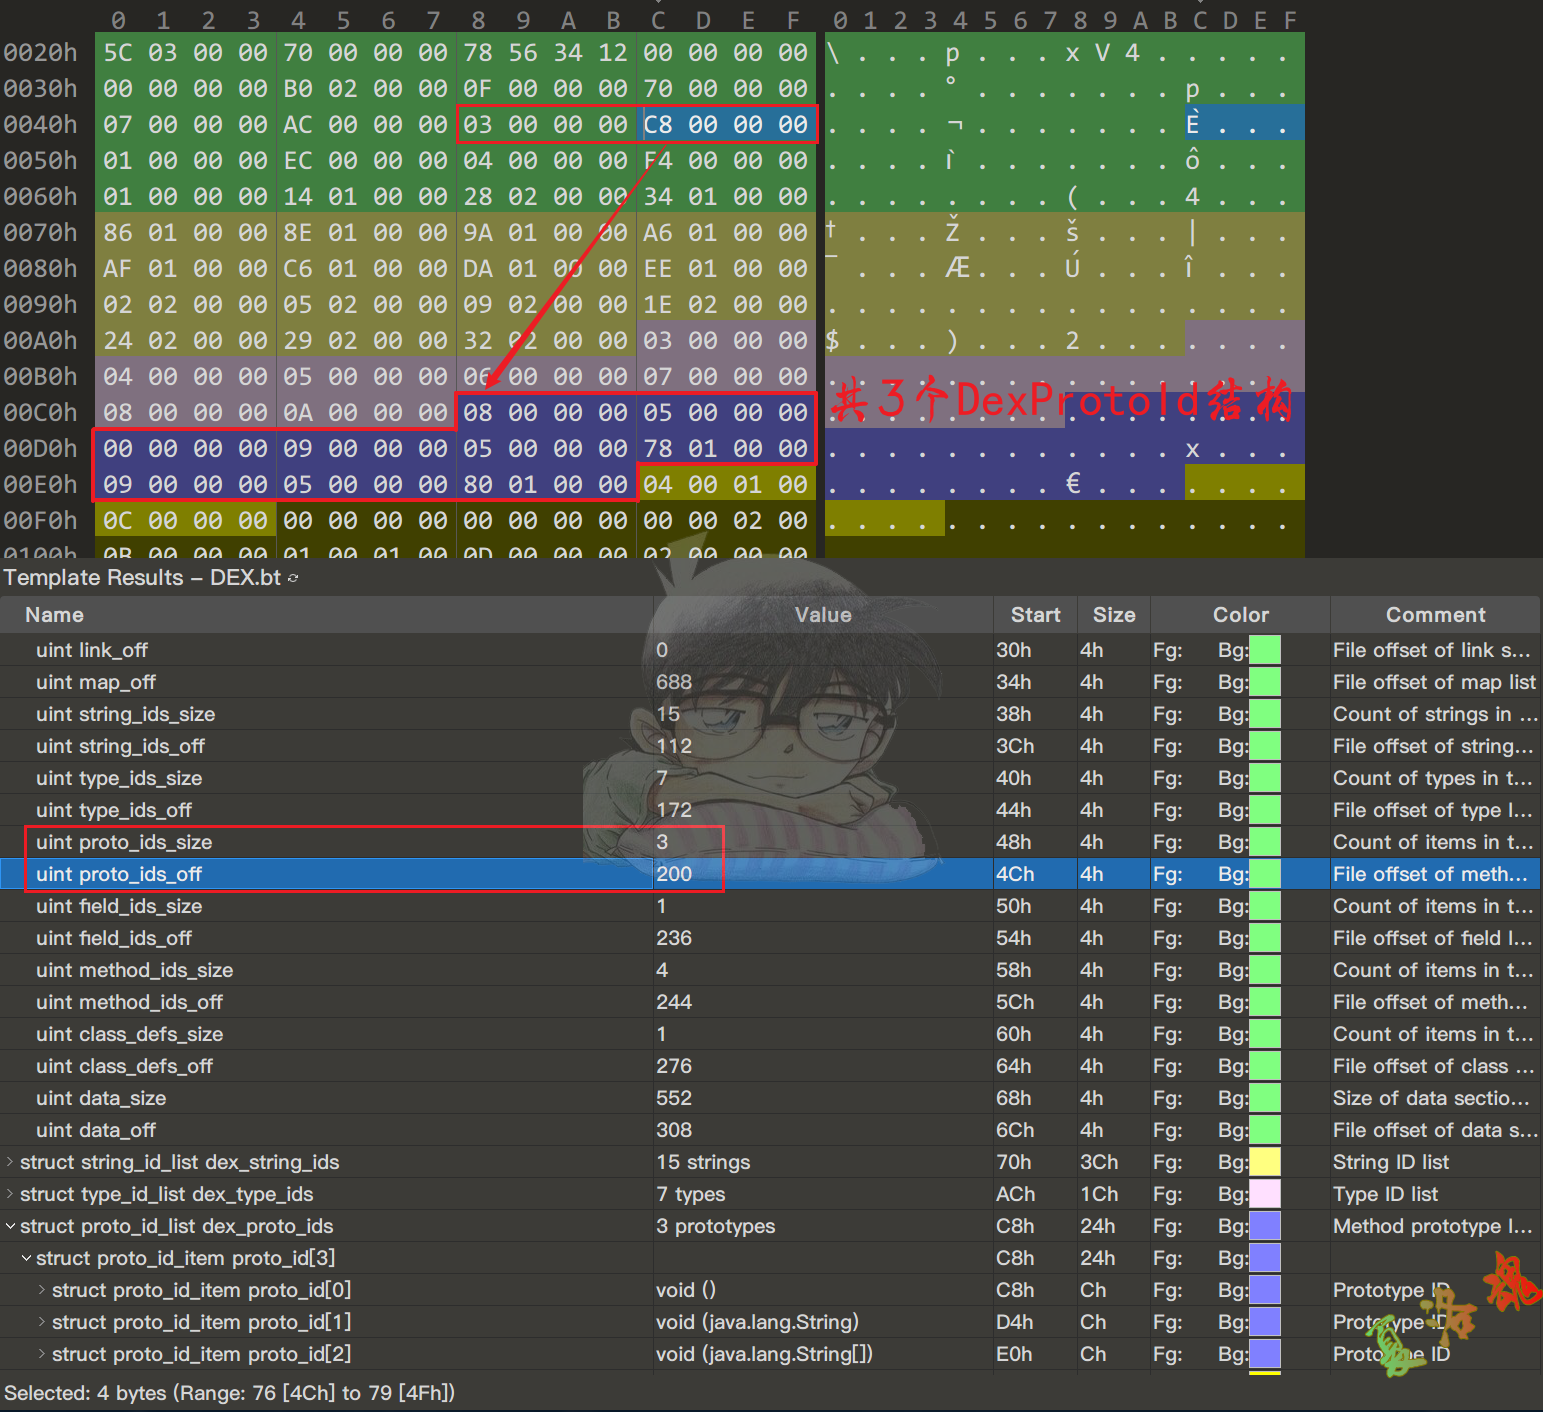 0 1 2 3 4 5 6 7 8 9 A B C D E F 0 1 2 3 4 5 6 7 8 9 A B C D E F
0020h 5C 03 00 00 70 00 00 00 78 56 34 12 00 00 00 00 \ . . . p . . . x V 4 . . . . .
0030h 00 00 00 00 B0 02 00 00 0F 00 00 00 70 00 00 00 . . . . ° . . . . . . . p . . .
0040h 07 00 00 00 AC 00 00 00 03 00 00 00 C8 00 00 00 . . . . ¬ . . . . . . . È . . .
0050h 01 00 00 00 EC 00 00 00 04 00 00 00 F4 00 00 00 . . . . ì . . . . . . . ô . . .
0060h 01 00 00 00 14 01 00 00 28 02 00 00 34 01 00 00 . . . . . . . . ( . . . 4 . . .
0070h 86 01 00 00 8E 01 00 00 9A 01 00 00 A6 01 00 00 † . . . Ž . . . š . . . ¦ . . .
0080h AF 01 00 00 C6 01 00 00 DA 01 00 00 EE 01 00 00 ¯ . . . Æ . . . Ú . . . î . . .
0090h 02 02 00 00 05 02 00 00 09 02 00 00 1E 02 00 00 . . . . . . . . . . . . . . . .
00A0h 24 02 00 00 29 02 00 00 32 02 00 00 03 00 00 00 $ . . . ) . . . 2 . . . . . . .
00B0h 04 00 00 00 05 00 00 00 06 00 00 00 07 00 00 00 . . . . . . . . . . . . . . . .
共3个DexProtoId结构
00C0h 08 00 00 00 0A 00 00 00 08 00 00 00 05 00 00 00 . . . . . . . . . . . . . . . .
00D0h 00 00 00 00 09 00 00 00 05 00 00 00 78 01 00 00 . . . . . . . . . . . . x . . .
00E0h 09 00 00 00 05 00 00 00 80 01 00 00 04 00 01 00 . . . . . . . . € . . . . . . .
00F0h 0C 00 00 00 00 00 00 00 00 00 00 00 00 00 02 00 . . . . . . . . . . . . . . . .
0100h 0B 00 00 00 01 00 01 00 0D 00 00 00 02 00 00 00
Template Results - DEX.bt
Name Value Start Size Color Comment
uint link_off 0 30h 4h Fg: Bg: File offset of link s...
uint map_off 688 34h 4h Fg: Bg: File offset of map list
uint string_ids_size 15 38h 4h Fg: Bg: Count of strings in ...
uint string_ids_off 112 3Ch 4h Fg: Bg: File offset of string...
uint type_ids_size 7 40h 4h Fg: Bg: Count of types in t...
uint type_ids_off 172 44h 4h Fg: Bg: File offset of type l...
uint proto_ids_size 3 48h 4h Fg: Bg: Count of items in t...
uint proto_ids_off 200 4Ch 4h Fg: Bg: File offset of meth...
uint field_ids_size 1 50h 4h Fg: Bg: Count of items in t...
uint field_ids_off 236 54h 4h Fg: Bg: File offset of field l...
uint method_ids_size 4 58h 4h Fg: Bg: Count of items in t...
uint method_ids_off 244 5Ch 4h Fg: Bg: File offset of meth...
uint class_defs_size 1 60h 4h Fg: Bg: Count of items in t...
uint class_defs_off 276 64h 4h Fg: Bg: File offset of class ...
uint data_size 552 68h 4h Fg: Bg: Size of data sectio...
uint data_off 308 6Ch 4h Fg: Bg: File offset of data s...
struct string_id_list dex_string_ids 15 strings 70h 3Ch Fg: Bg: String ID list
struct type_id_list dex_type_ids 7 types ACh 1Ch Fg: Bg: Type ID list
struct proto_id_list dex_proto_ids 3 prototypes C8h 24h Fg: Bg: Method prototype I...
struct proto_id_item proto_id[3] C8h 24h Fg: Bg:
struct proto_id_item proto_id[0] void () C8h Ch Fg: Bg: Prototype ID
struct proto_id_item proto_id[1] void (java.lang.String) D4h Ch Fg: Bg: Prototype ID
struct proto_id_item proto_id[2] void (java.lang.String[]) E0h Ch Fg: Bg: Prototype ID
Selected: 4 bytes (Range: 76 [4Ch] to 79 [4Fh])